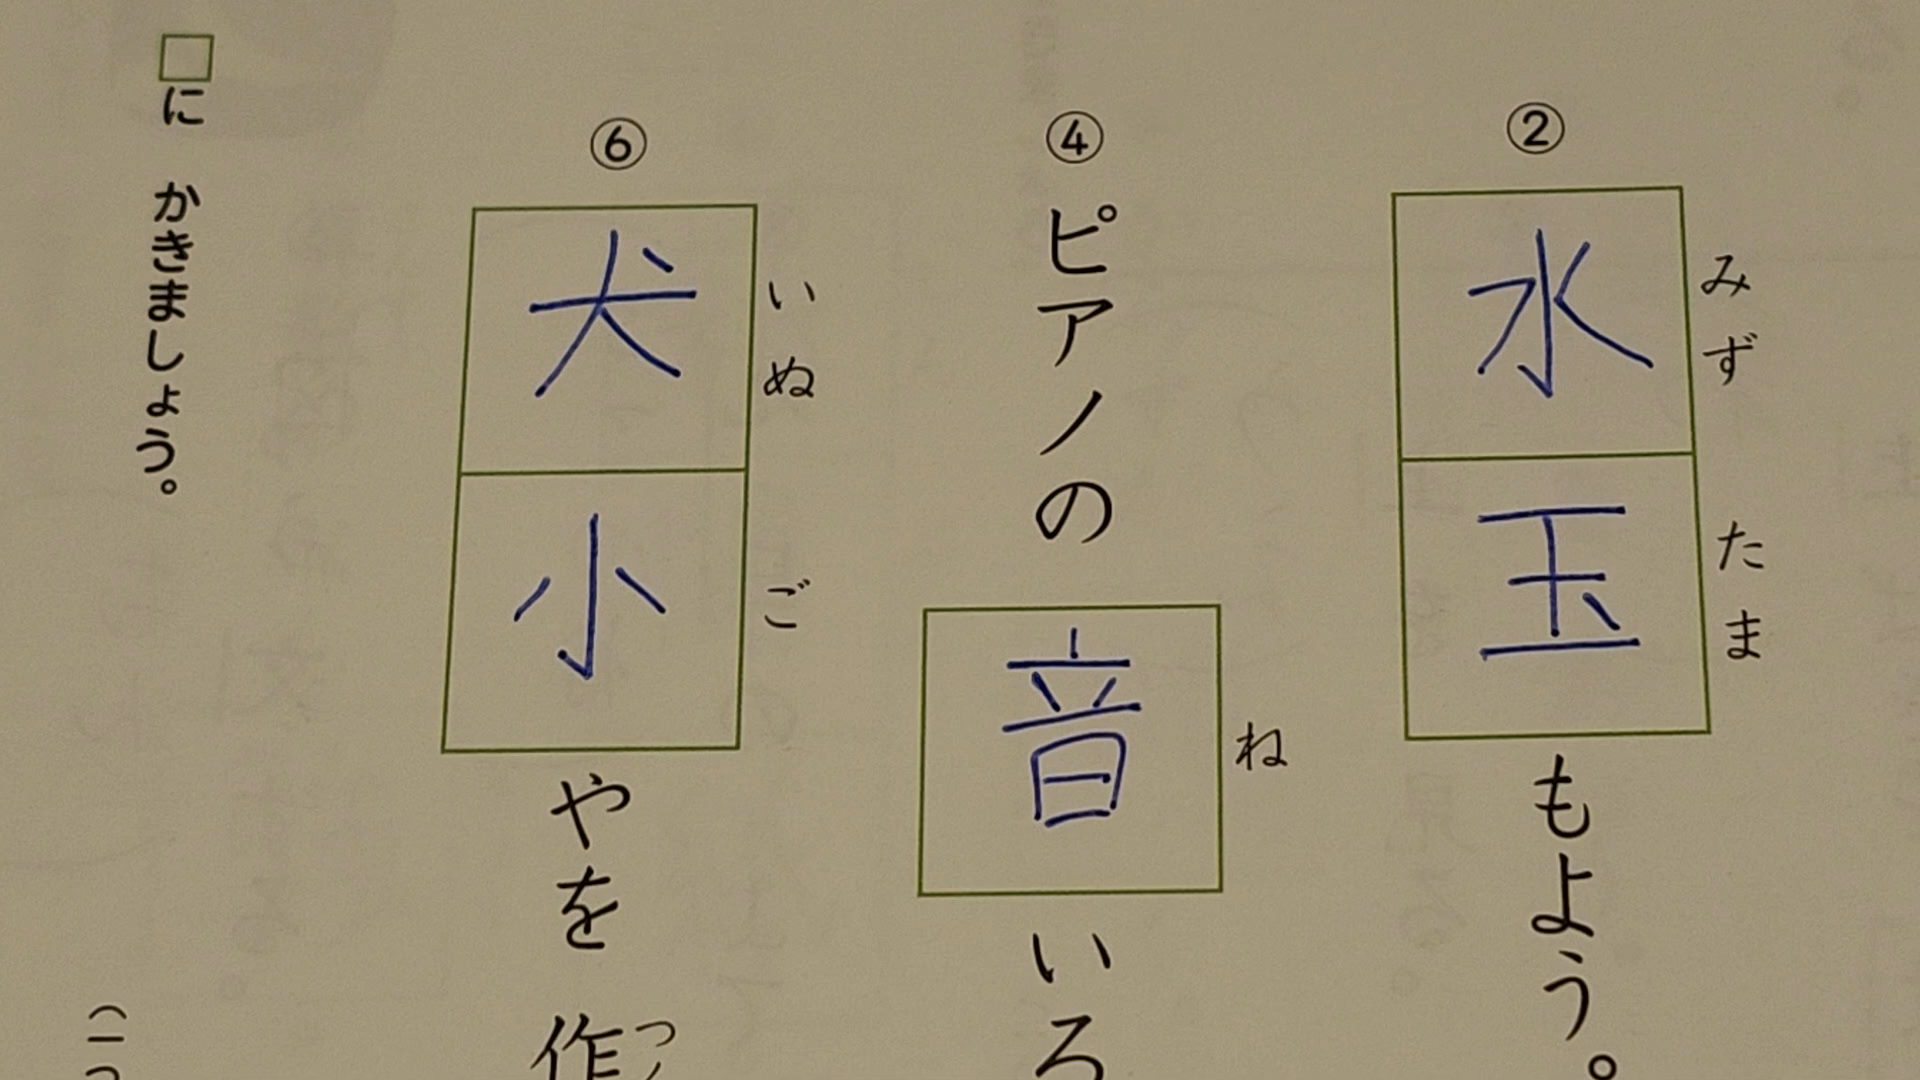 ②
水玉もよう。
みず
たま
④
ピアノの音いろ
ね
⑥
犬小やを 作
いぬ
ご
つ
□に かきましょう。